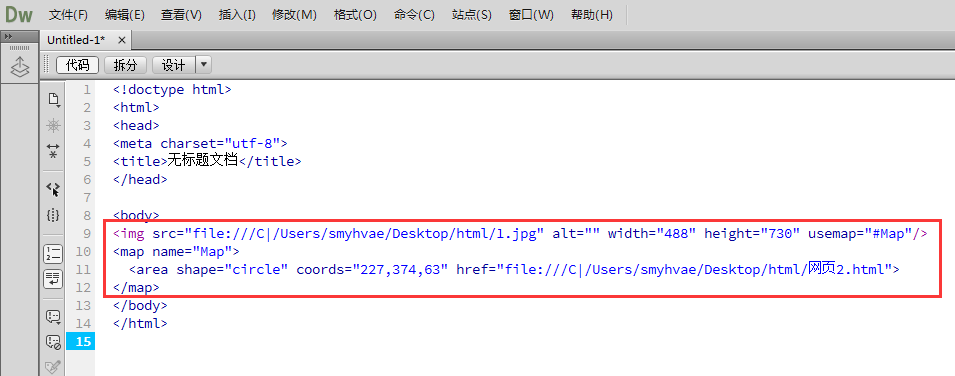 Dw 文件(F) 编辑(E) 查看(V) 插入(I) 修改(M) 格式(O) 命令(C) 站点(S) 窗口(W) 帮助(H)
Untitled-1* ×
代码 拆分 设计
1 <!doctype html>
2 <html>
3 <head>
4 <meta charset="utf-8">
5 <title>无标题文档</title>
6 </head>
7
8 <body>
9 <img src="file:///C|/Users/smyhvae/Desktop/html/1.jpg" alt="" width="488" height="730" usemap="#Map"/>
10 <map name="Map">
11 <area shape="circle" coords="227,374,63" href="file:///C|/Users/smyhvae/Desktop/html/网页2.html">
12 </map>
13 </body>
14 </html>
15